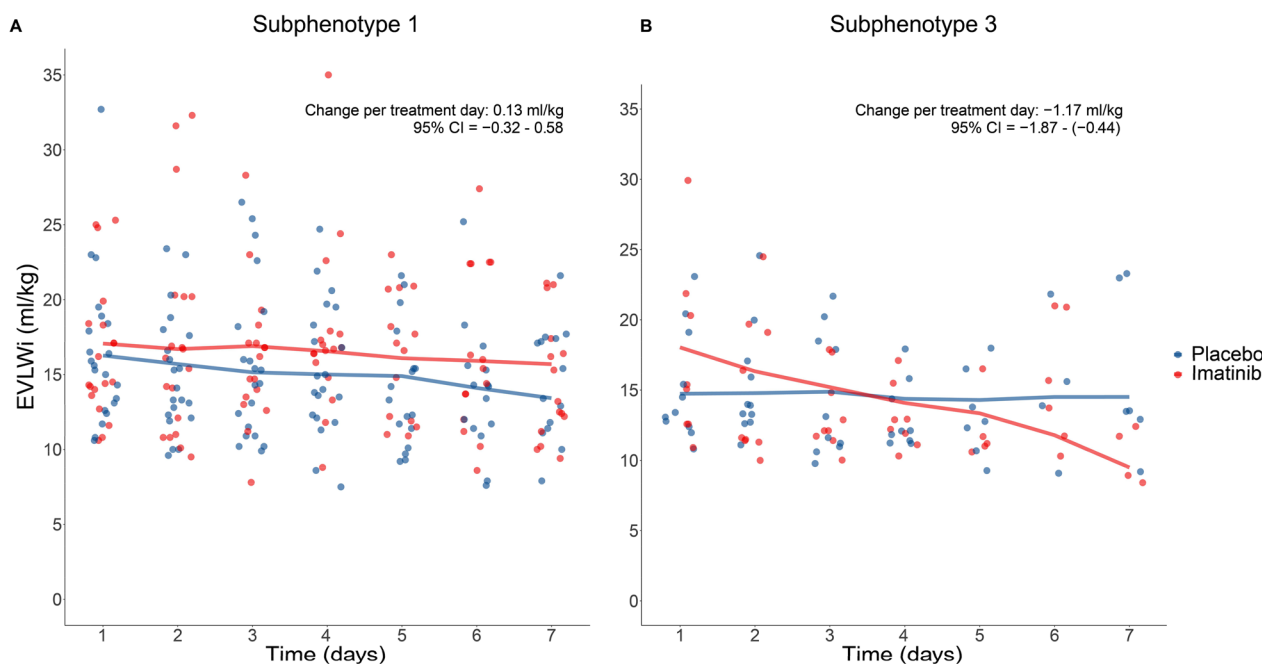 A
Subphenotype 1
EVLWi (ml/kg)
35
30
25
20
15
10
5
0
Change per treatment day: 0.13 ml/kg
95% CI = −0.32 - 0.58
1 2 3 4 5 6 7
Time (days)
B
Subphenotype 3
35
30
25
20
15
10
5
0
Change per treatment day: −1.17 ml/kg
95% CI = −1.87 - (−0.44)
1 2 3 4 5 6 7
Time (days)
Placebo
Imatinib